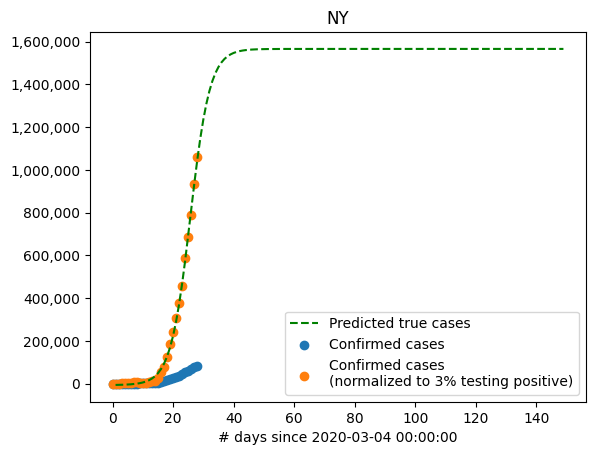 NY
1,600,000
1,400,000
1,200,000
1,000,000
800,000
600,000
400,000
200,000
0
Predicted true cases
Confirmed cases
Confirmed cases
(normalized to 3% testing positive)
0 20 40 60 80 100 120 140
# days since 2020-03-04 00:00:00